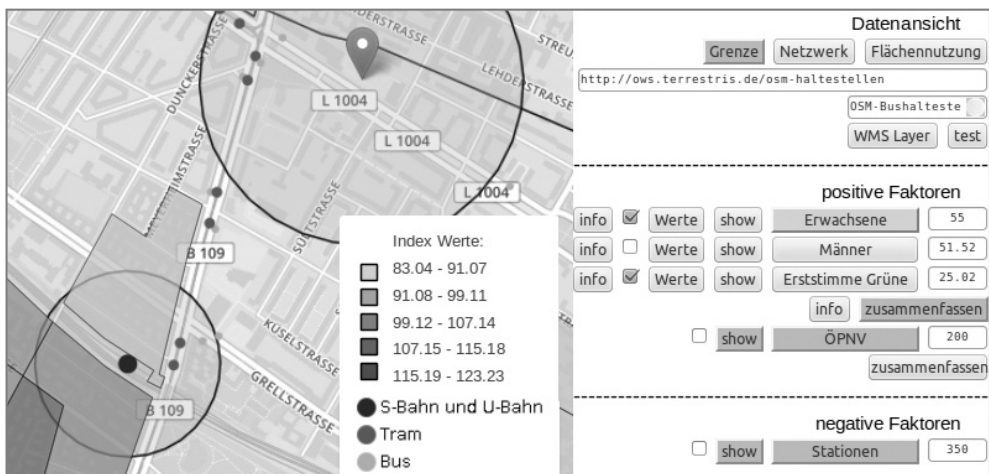 DUNCKERSTRASSE
LEHDERSTRASSE
L 1004
L 1004
L 1004
MEYERHEIMSTRASSE
SÜLTSTRASSE
B 109
KUSELSTRASSE
GRELLSTRASSE
B 109
Index Werte:
83.04 - 91.07
91.08 - 99.11
99.12 - 107.14
107.15 - 115.18
115.19 - 123.23
S-Bahn und U-Bahn
Tram
Bus
Datenansicht
Grenze Netzwerk Flächennutzung
http://ows.terrestris.de/osm-haltestellen
OSM-Bushalteste
WMS Layer test
positive Faktoren
info Werte show Erwachsene 55
info Werte show Männer 51.52
info Werte show Erststimme Grüne 25.02
info zusammenfassen
show ÖPNV 200
zusammenfassen
negative Faktoren
show Stationen 350